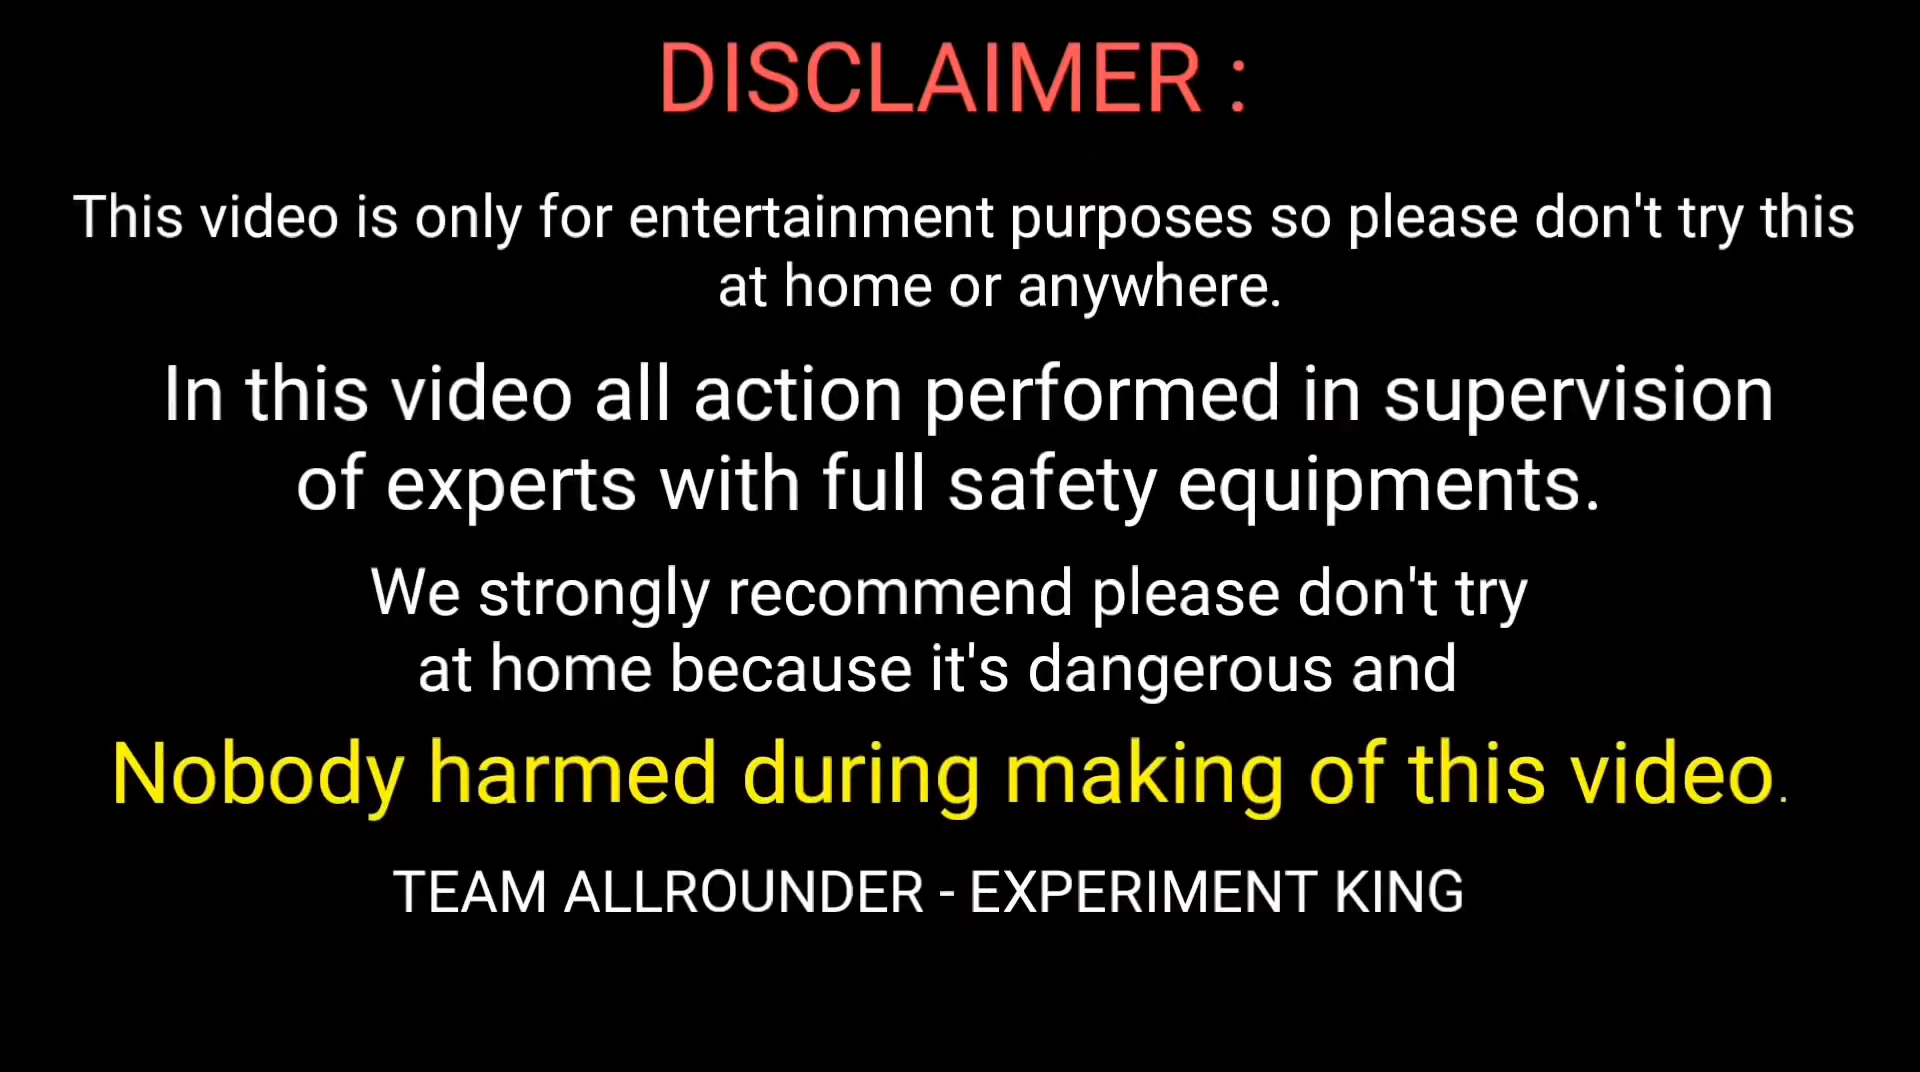 DISCLAIMER :
This video is only for entertainment purposes so please don't try this
at home or anywhere.
In this video all action performed in supervision
of experts with full safety equipments.
We strongly recommend please don't try
at home because it's dangerous and
Nobody harmed during making of this video.
TEAM ALLROUNDER - EXPERIMENT KING